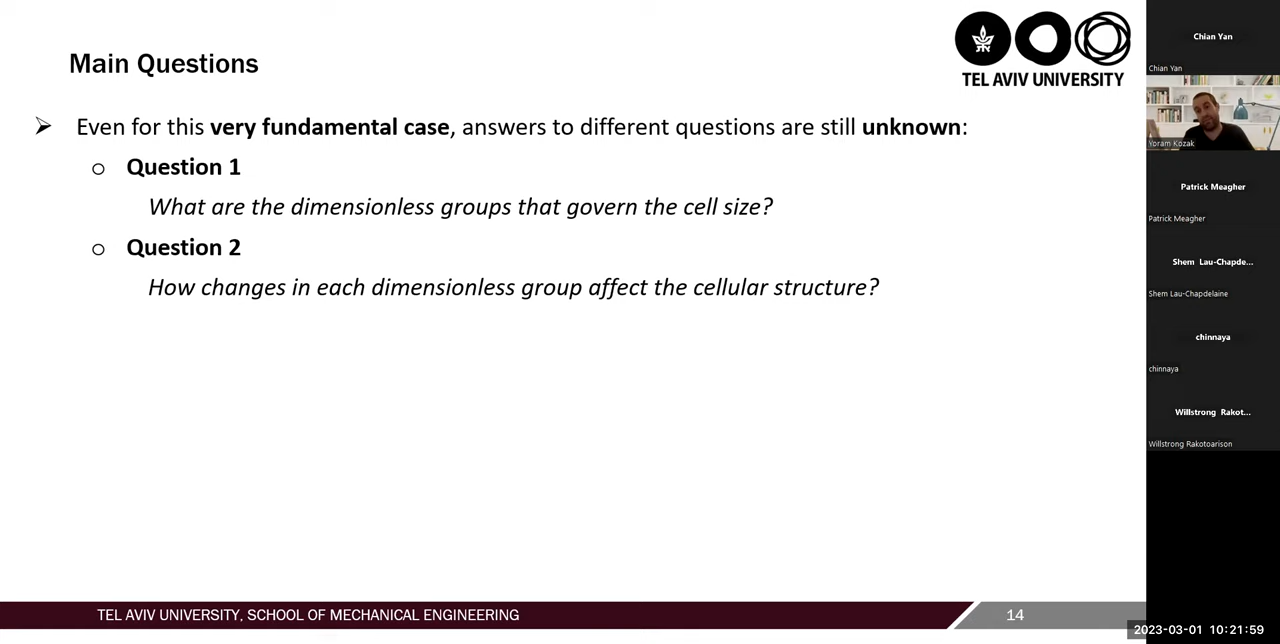 Main Questions
TEL AVIV UNIVERSITY
➢ Even for this very fundamental case, answers to different questions are still unknown:
o Question 1
What are the dimensionless groups that govern the cell size?
o Question 2
How changes in each dimensionless group affect the cellular structure?
TEL AVIV UNIVERSITY, SCHOOL OF MECHANICAL ENGINEERING
14
Chian Yan
Chian Yan
Yoram Kozak
Patrick Meagher
Patrick Meagher
Shem Lau-Chapde...
Shem Lau-Chapdelaine
chinnaya
chinnaya
Willstrong Rakot...
Willstrong Rakotoarison
2023-03-01 10:21:59